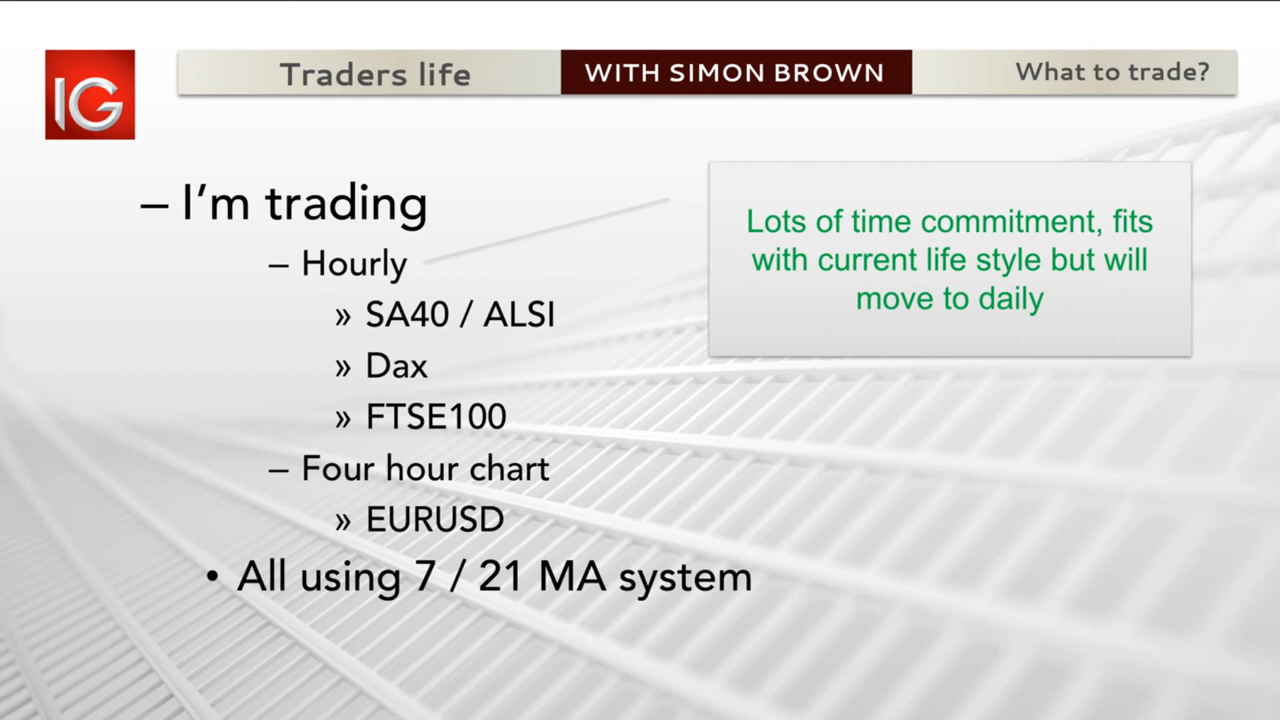 IG
Traders life
WITH SIMON BROWN
What to trade?
– I’m trading
– Hourly
» SA40 / ALSI
» Dax
» FTSE100
– Four hour chart
» EURUSD
• All using 7 / 21 MA system
Lots of time commitment, fits
with current life style but will
move to daily